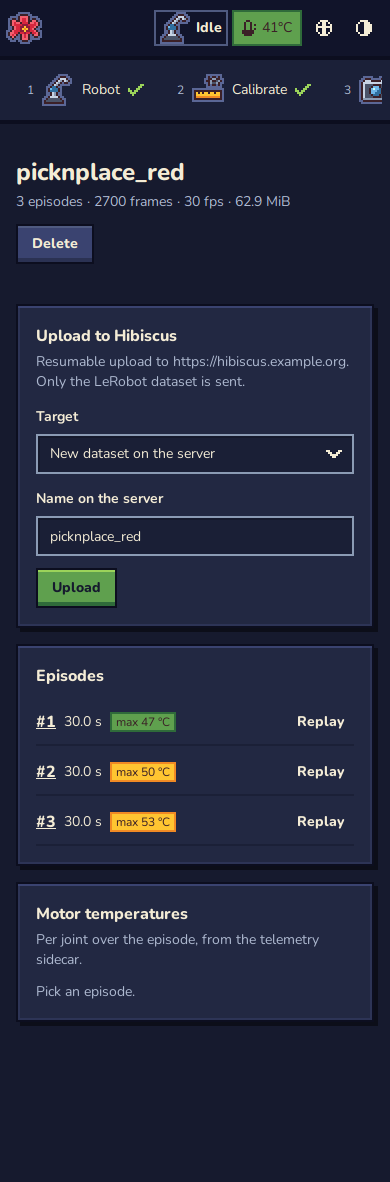 Idle
41°C
1 Robot
2 Calibrate
3
picknplace_red
3 episodes · 2700 frames · 30 fps · 62.9 MiB
Delete
Upload to Hibiscus
Resumable upload to https://hibiscus.example.org.
Only the LeRobot dataset is sent.
Target
New dataset on the server
Name on the server
picknplace_red
Upload
Episodes
#1 30.0 s max 47 °C Replay
#2 30.0 s max 50 °C Replay
#3 30.0 s max 53 °C Replay
Motor temperatures
Per joint over the episode, from the telemetry
sidecar.
Pick an episode.